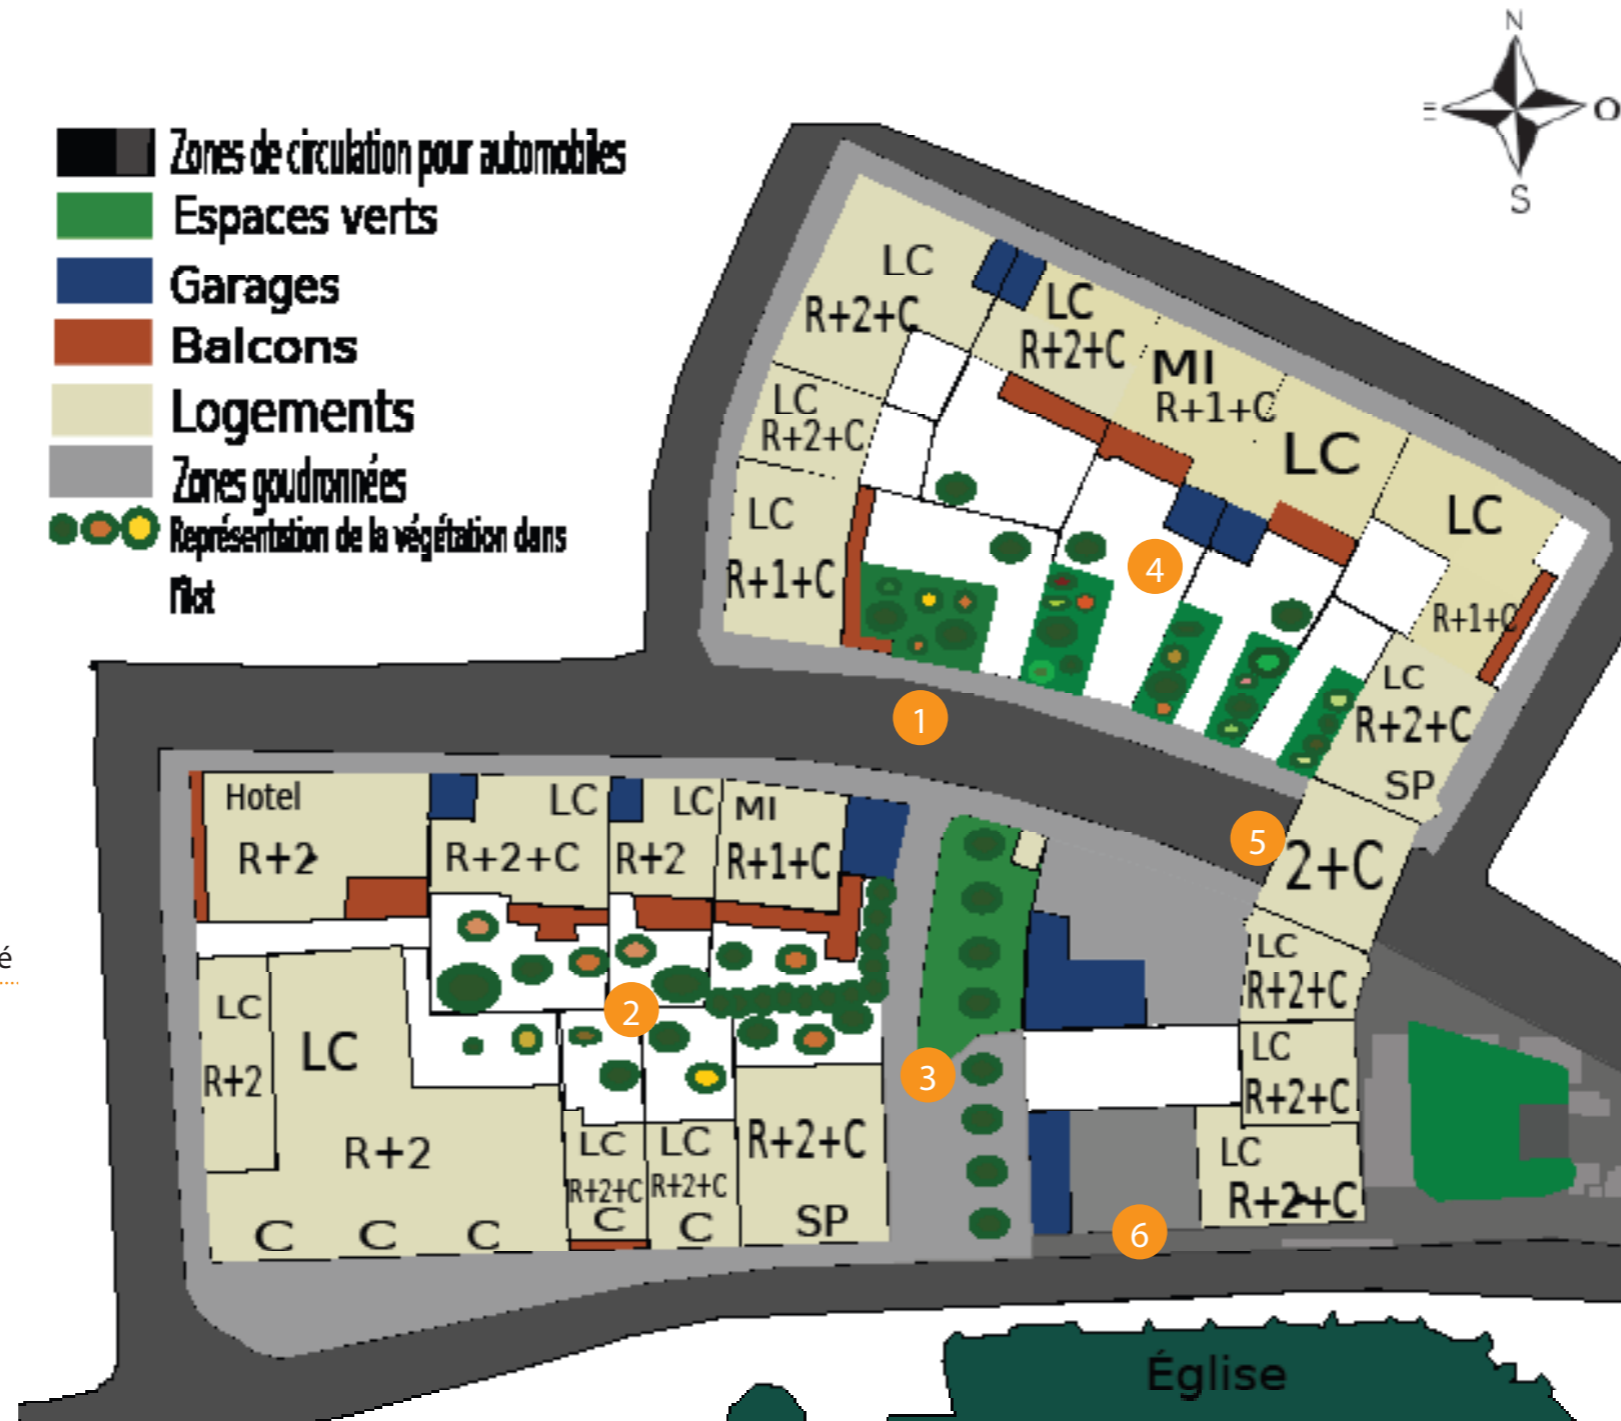 N
E
O
S
Zones de circulation pour automobiles
Espaces verts
Garages
Balcons
Logements
Zones goudronnées
Représentation de la végétation dans
l'îlot
LC
R+2+C
LC
R+2+C
MI
R+1+C
LC
LC
R+1+C
LC
R+2+C
LC
R+1+C
4
LC
R+2+C
SP
1
5
2+C
Hotel
R+2
LC
R+2+C
LC
R+2
MI
R+1+C
é
2
3
LC
R+2+C
LC
R+2+C
LC
R+2+C
LC
R+2
LC
R+2
C C C
LC
R+2+C
C
LC
R+2+C
C
R+2+C
SP
6
Église